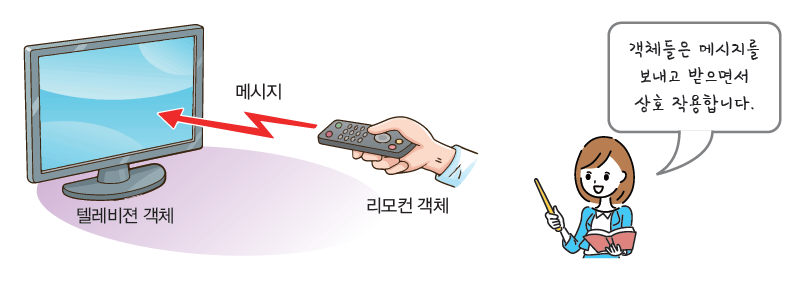 메시지
텔레비젼 객체
리모컨 객체
객체들은 메시지를
보내고 받으면서
상호 작용합니다.